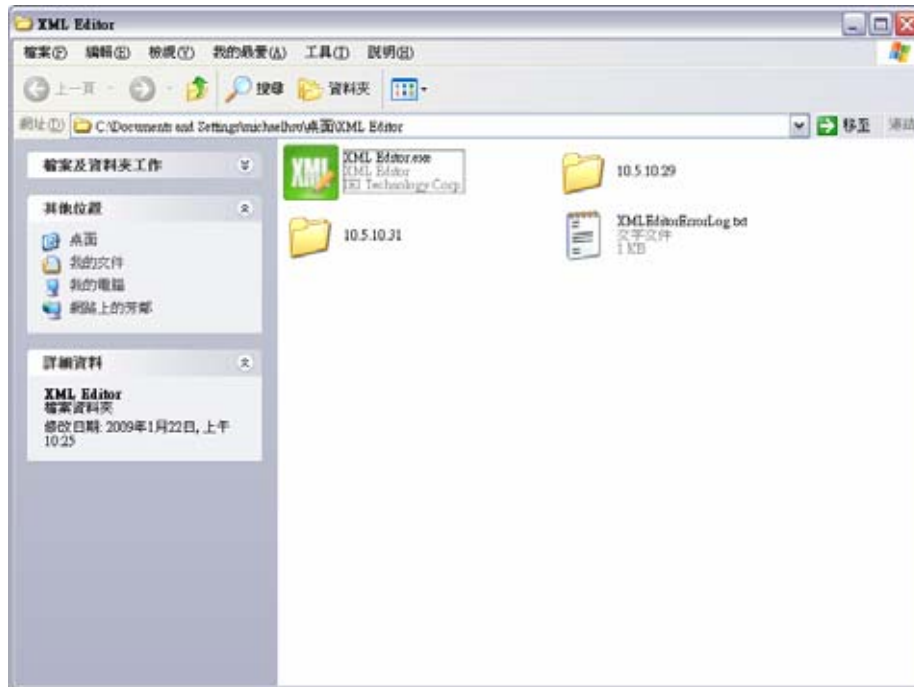 XML Editor
檔案(F) 編輯(E) 檢視(V) 我的最愛(A) 工具(T) 說明(H)
上一頁 搜尋 資料夾
網址(D) C:\Documents and Settings\michaelhro\桌面\XML Editor 移至
檔案及資料夾工作
其他位置
桌面
我的文件
我的電腦
網路上的芳鄰
詳細資料
XML Editor
檔案資料夾
修改日期: 2009年1月22日, 上午
10:25
XML
XML Editor.exe
XML Editor
IEI Technology Corp.
10.5.10.29
10.5.10.31
XMLEditorErrorLog.txt
文字文件
1 KB